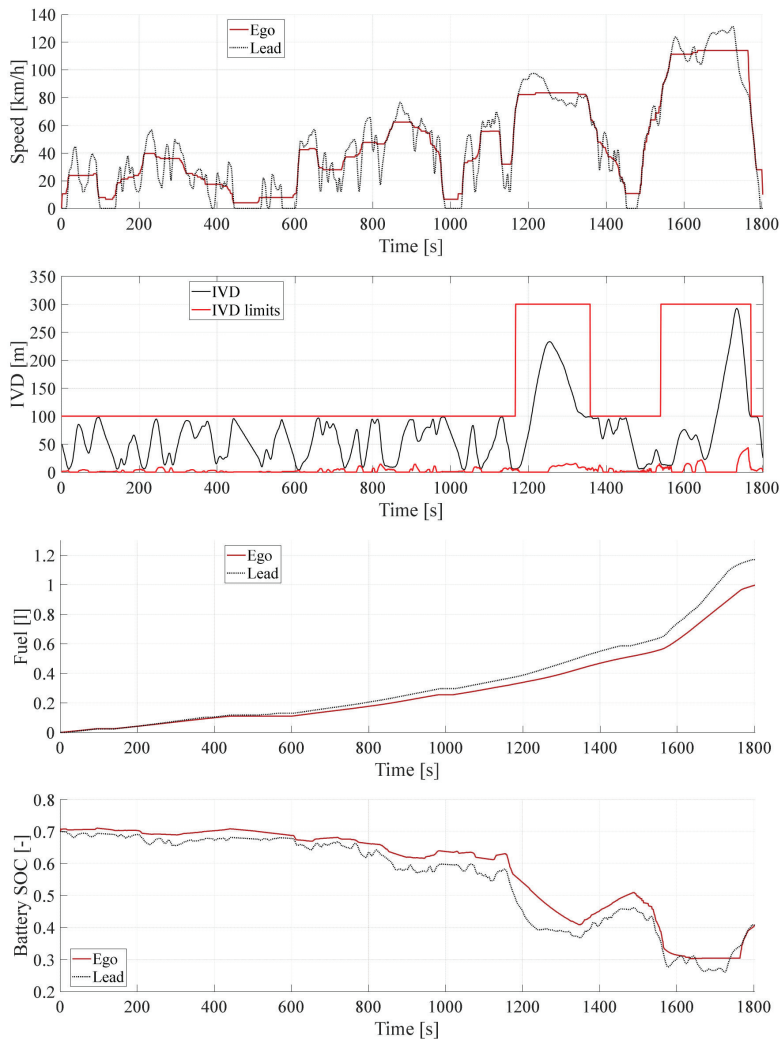 140
120
100
80
60
40
20
0
Speed [km/h]
Ego
Lead
0 200 400 600 800 1000 1200 1400 1600 1800
Time [s]
350
300
250
200
150
100
50
0
IVD [m]
IVD
IVD limits
0 200 400 600 800 1000 1200 1400 1600 1800
Time [s]
1.2
1
0.8
0.6
0.4
0.2
0
Fuel [l]
Ego
Lead
0 200 400 600 800 1000 1200 1400 1600 1800
Time [s]
0.8
0.7
0.6
0.5
0.4
0.3
0.2
Battery SOC [-]
Ego
Lead
0 200 400 600 800 1000 1200 1400 1600 1800
Time [s]